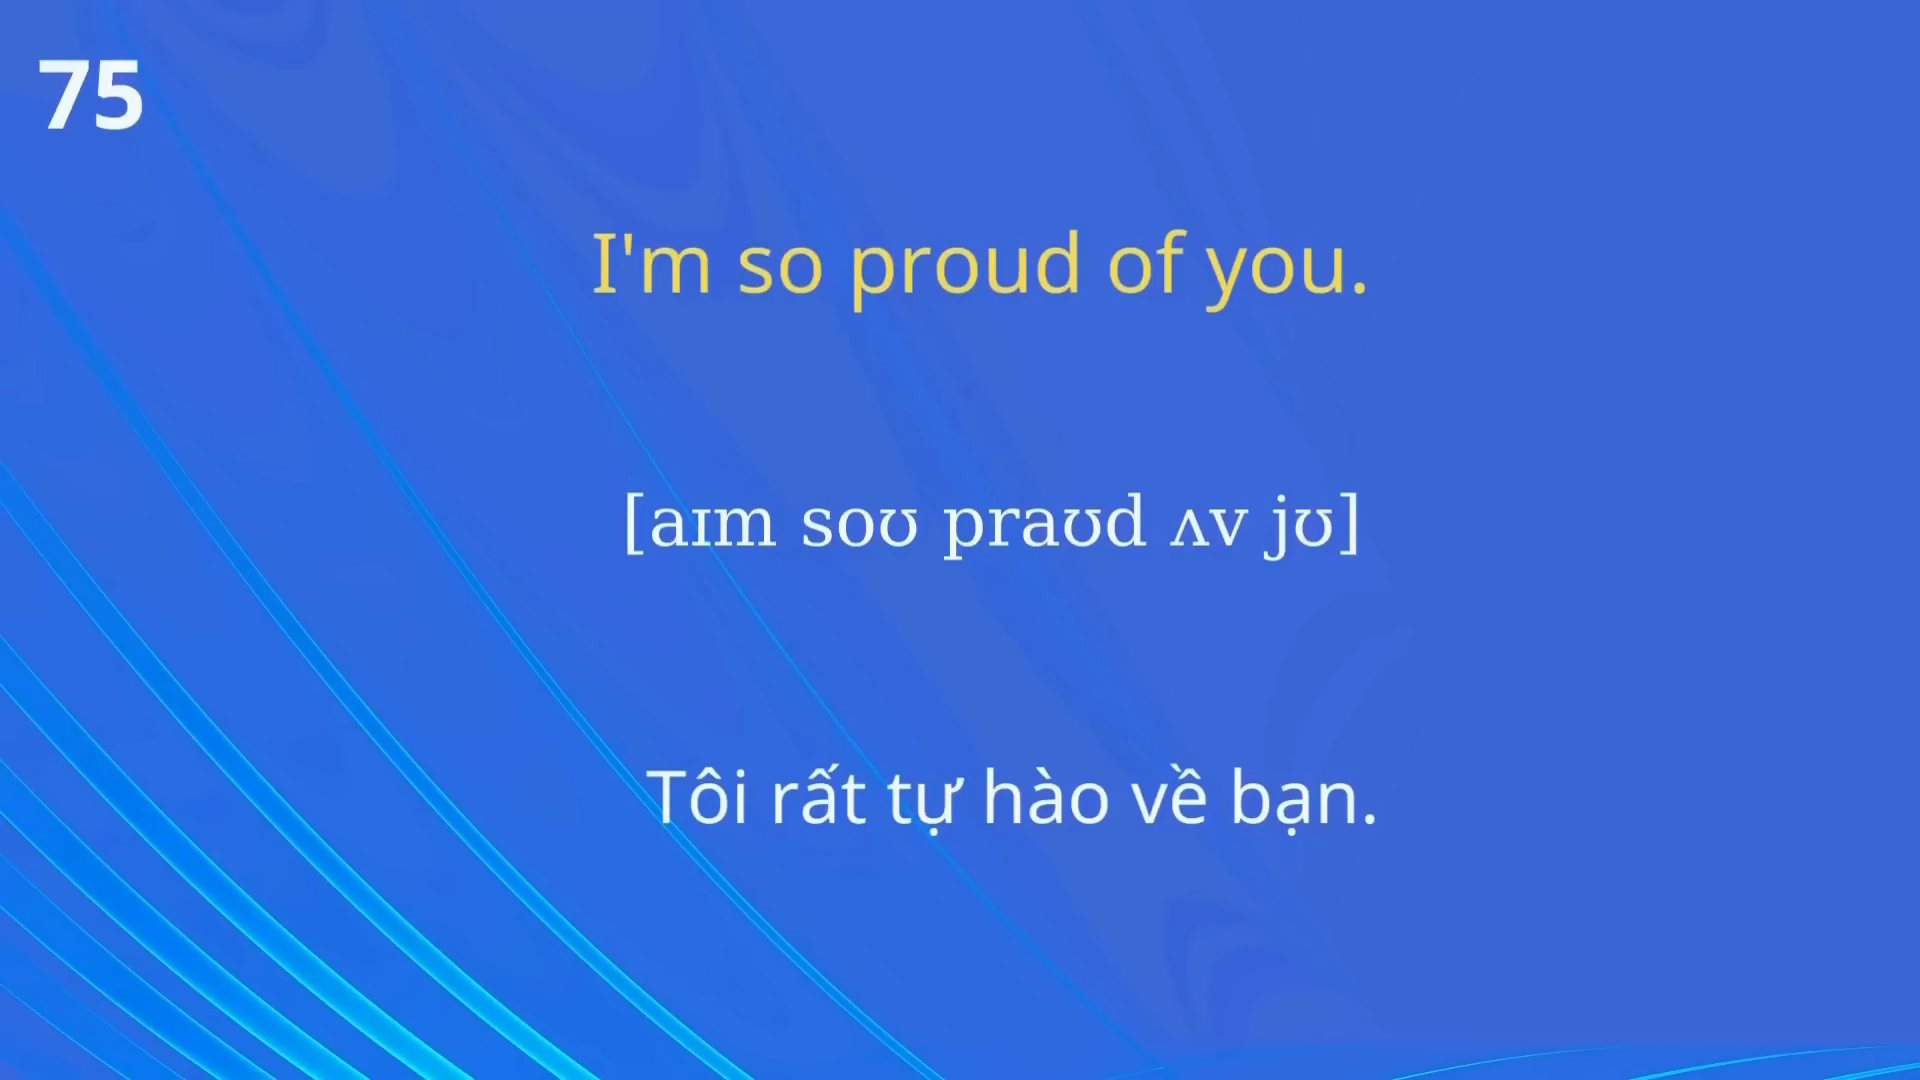 75
I'm so proud of you.
[aɪm soʊ praʊd ʌv jʊ]
Tôi rất tự hào về bạn.